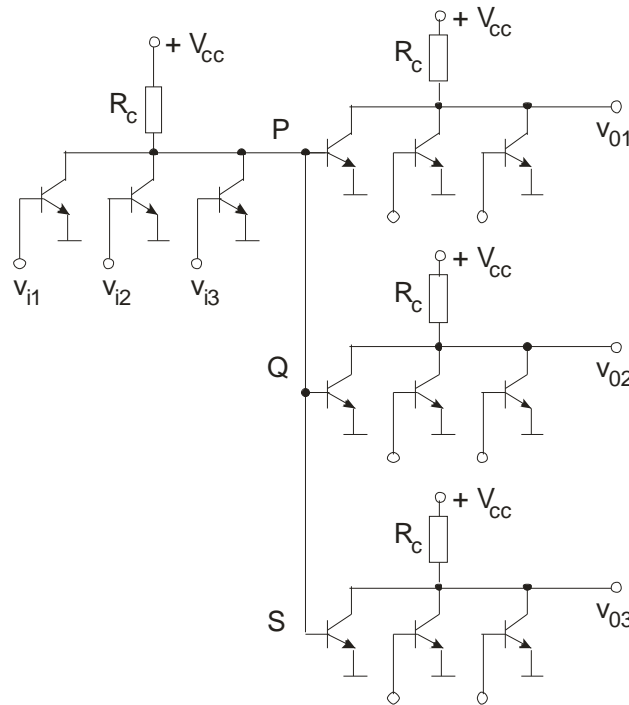 + Vcc
Rc
P
vi1
vi2
vi3
+ Vcc
Rc
v01
Q
+ Vcc
Rc
v02
S
+ Vcc
Rc
v03